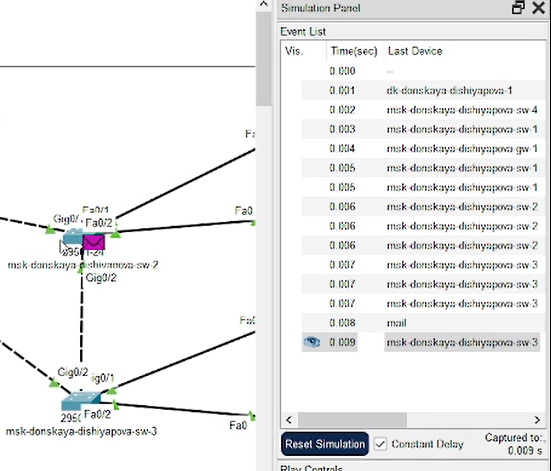 Simulation Panel
Event List
Vis.
Time(sec)
Last Device
0.000
--
0.001
dk-donskaya-dishiyapova-1
0.002
msk-donskaya-dishiyapova-sw-4
0.003
msk-donskaya-dishiyapova-sw-1
0.004
msk-donskaya-dishiyapova-gw-1
0.005
msk-donskaya-dishiyapova-sw-1
0.005
msk-donskaya-dishiyapova-sw-1
0.006
msk-donskaya-dishiyapova-sw-2
0.006
msk-donskaya-dishiyapova-sw-2
0.006
msk-donskaya-dishiyapova-sw-2
0.007
msk-donskaya-dishiyapova-sw-3
0.007
msk-donskaya-dishiyapova-sw-3
0.007
msk-donskaya-dishiyapova-sw-3
0.008
mail
0.009
msk-donskaya-dishiyapova-sw-3
Reset Simulation
Constant Delay
Captured to:
0.009 s
Play Controls
Fa
Fa0/1
Gig0/
Fa0/2
Fa0
msk-donskaya-dishiyapova-sw-2
Gig0/2
Fa
Gig0/2
ig0/1
Fa0/2
Fa0
msk-donskaya-dishiyapova-sw-3